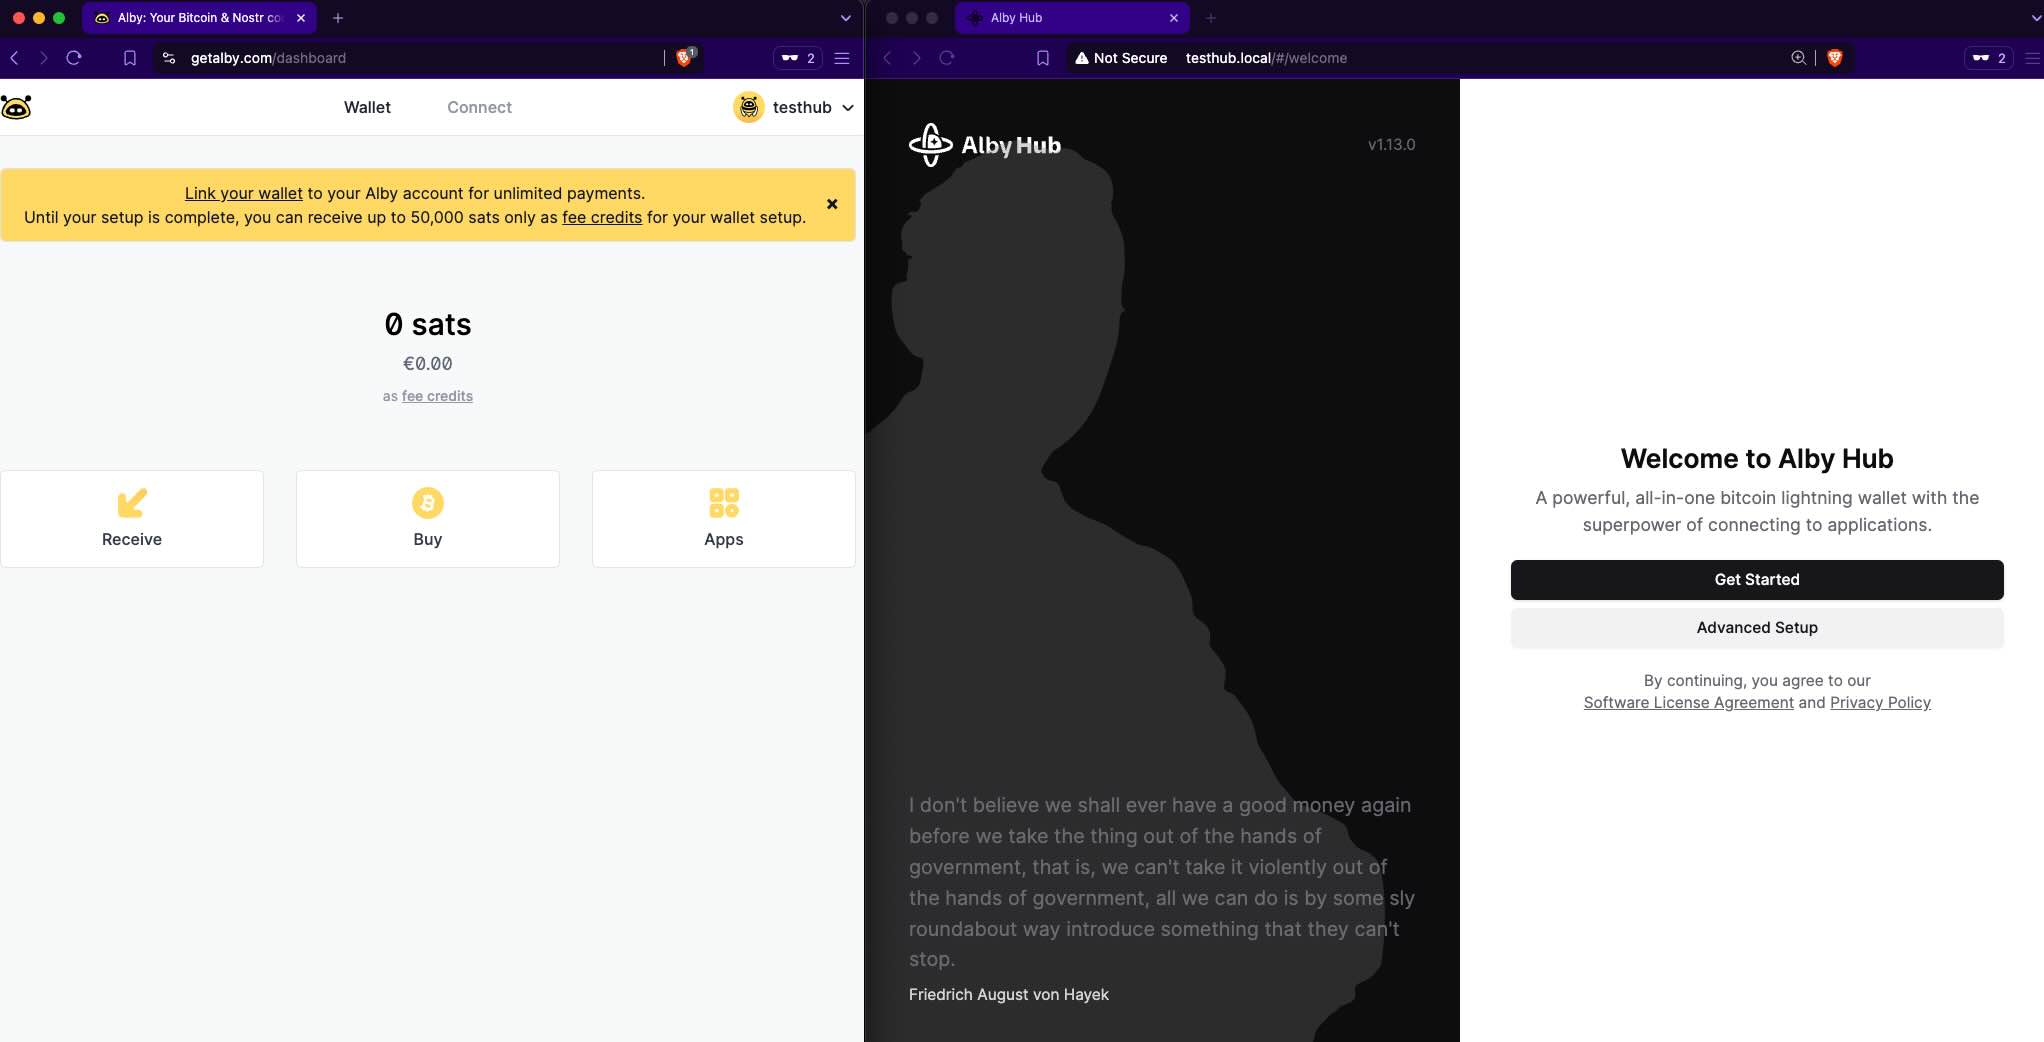 Alby: Your Bitcoin & Nostr co
getalby.com/dashboard
1
2
Wallet
Connect
testhub
Link your wallet to your Alby account for unlimited payments.
Until your setup is complete, you can receive up to 50,000 sats only as fee credits for your wallet setup.
0 sats
€0.00
as fee credits
Receive
Buy
Apps
Alby Hub
Not Secure
testhub.local/#/welcome
2
Alby Hub
v1.13.0
I don't believe we shall ever have a good money again
before we take the thing out of the hands of
government, that is, we can't take it violently out of
the hands of government, all we can do is by some sly
roundabout way introduce something that they can't
stop.
Friedrich August von Hayek
Welcome to Alby Hub
A powerful, all-in-one bitcoin lightning wallet with the
superpower of connecting to applications.
Get Started
Advanced Setup
By continuing, you agree to our
Software License Agreement and Privacy Policy